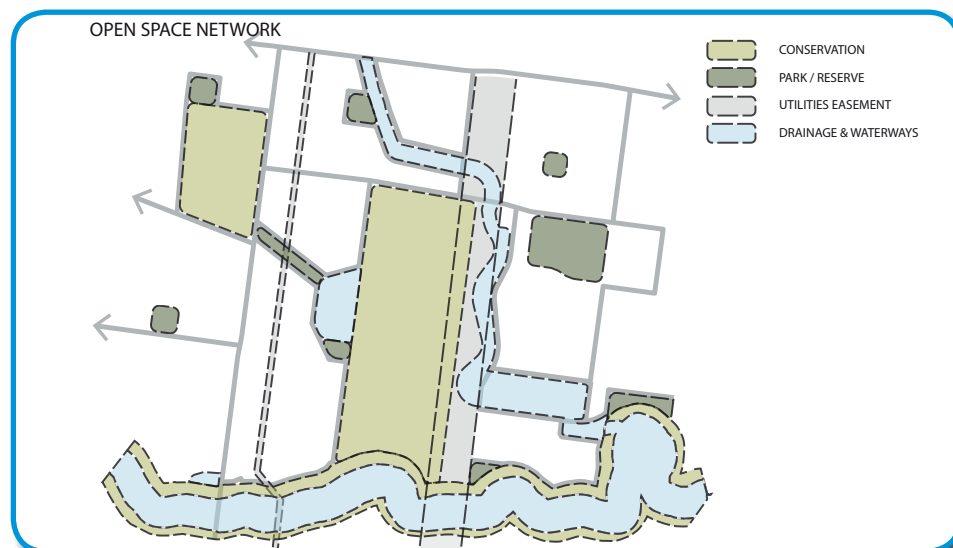 OPEN SPACE NETWORK
CONSERVATION
PARK / RESERVE
UTILITIES EASEMENT
DRAINAGE & WATERWAYS